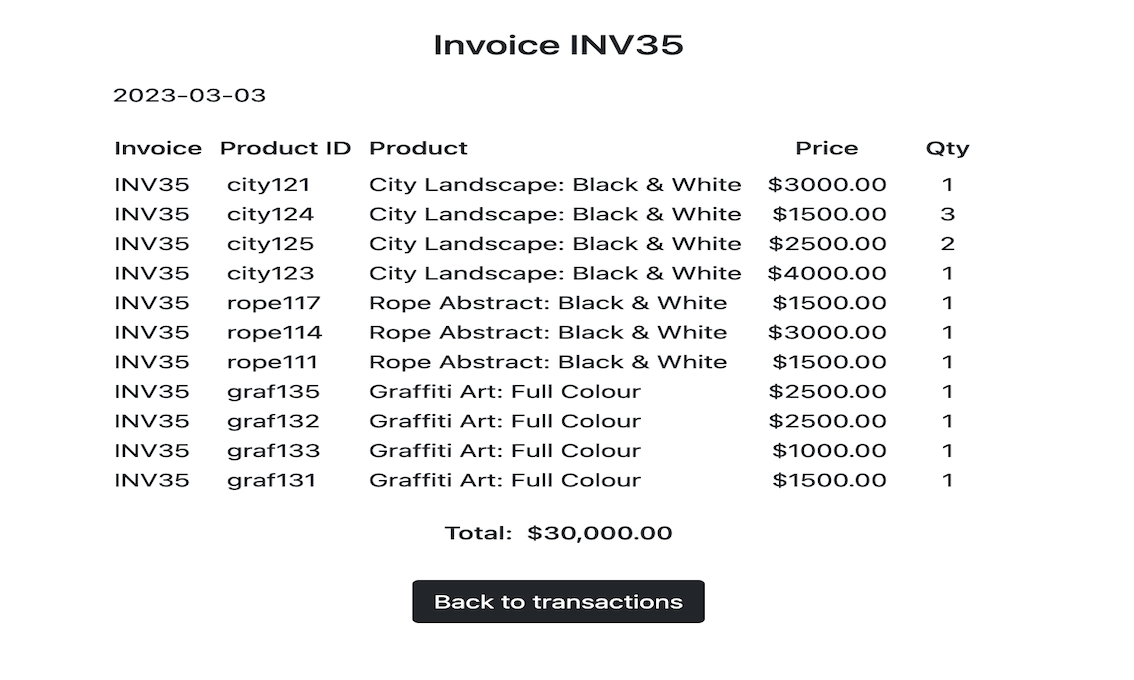 Invoice INV35
2023-03-03
Invoice Product ID Product Price Qty
INV35 city121 City Landscape: Black & White $3000.00 1
INV35 city124 City Landscape: Black & White $1500.00 3
INV35 city125 City Landscape: Black & White $2500.00 2
INV35 city123 City Landscape: Black & White $4000.00 1
INV35 rope117 Rope Abstract: Black & White $1500.00 1
INV35 rope114 Rope Abstract: Black & White $3000.00 1
INV35 rope111 Rope Abstract: Black & White $1500.00 1
INV35 graf135 Graffiti Art: Full Colour $2500.00 1
INV35 graf132 Graffiti Art: Full Colour $2500.00 1
INV35 graf133 Graffiti Art: Full Colour $1000.00 1
INV35 graf131 Graffiti Art: Full Colour $1500.00 1
Total: $30,000.00
Back to transactions